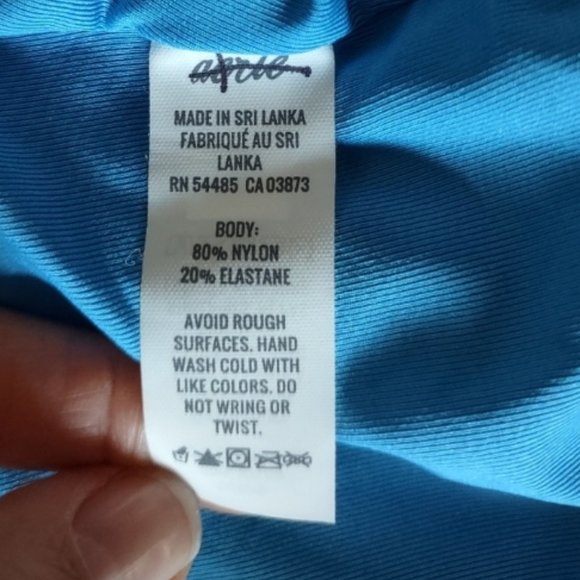 aerie
MADE IN SRI LANKA
FABRIQUÉ AU SRI
LANKA
RN 54485 CA 03873
BODY:
80% NYLON
20% ELASTANE
AVOID ROUGH
SURFACES. HAND
WASH COLD WITH
LIKE COLORS. DO
NOT WRING OR
TWIST.